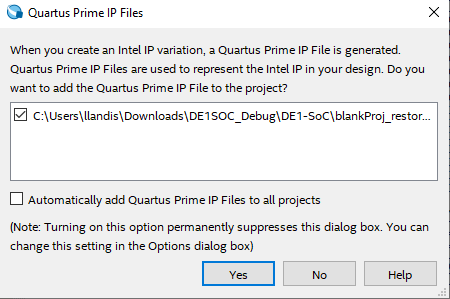 Quartus Prime IP Files
When you create an Intel IP variation, a Quartus Prime IP File is generated.
Quartus Prime IP Files are used to represent the Intel IP in your design. Do you
want to add the Quartus Prime IP File to the project?
C:\Users\llandis\Downloads\DE1SOC_Debug\DE1-SoC\blankProj_restor...
Automatically add Quartus Prime IP Files to all projects
(Note: Turning on this option permanently suppresses this dialog box. You can
change this setting in the Options dialog box)
Yes No Help